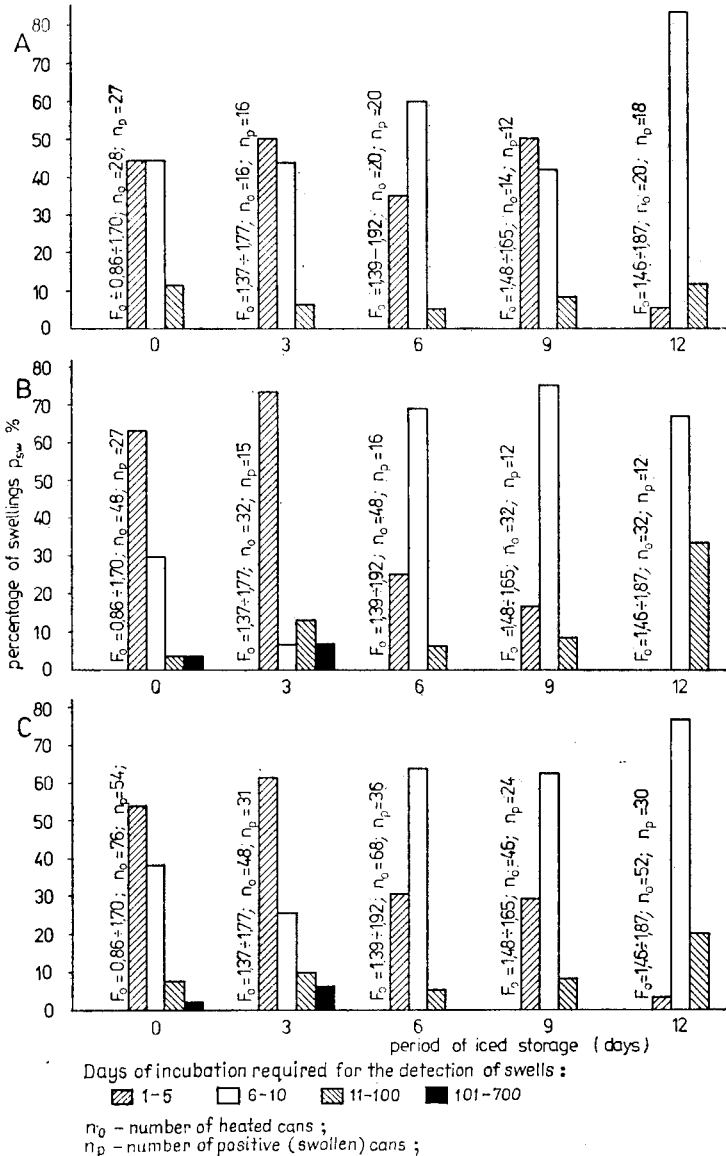 A
80
70
60
50
40
30
20
10
0
F₀ = 0,86÷1,70; n₀ = 28; nₚ = 27
F₀ = 1,37÷1,77; n₀ = 16; nₚ = 16
F₀ = 1,39÷1,92; n₀ = 20; nₚ = 20
F₀ = 1,48÷1,65; n₀ = 14; nₚ = 12
F₀ = 1,46÷1,87; n₀ = 20; nₚ = 18
0 3 6 9 12
B
percentage of swellings p_sw %
80
70
60
50
40
30
20
10
0
F₀ = 0,86÷1,70; n₀ = 48; nₚ = 27
F₀ = 1,37÷1,77; n₀ = 32; nₚ = 15
F₀ = 1,39÷1,92; n₀ = 48; nₚ = 16
F₀ = 1,48÷1,65; n₀ = 32; nₚ = 12
F₀ = 1,46÷1,87; n₀ = 32; nₚ = 12
0 3 6 9 12
C
80
70
60
50
40
30
20
10
0
F₀ = 0,86÷1,70; n₀ = 76; nₚ = 54;
F₀ = 1,37÷1,77; n₀ = 48; nₚ = 31
F₀ = 1,39÷1,92; n₀ = 68; nₚ = 36
F₀ = 1,48÷1,65; n₀ = 46; nₚ = 24
F₀ = 1,46÷1,87; n₀ = 52; nₚ = 30
0 3 6 9 12
period of iced storage (days)
Days of incubation required for the detection of swells :
1-5 6-10 11-100 101-700
n₀ - number of heated cans ;
nₚ - number of positive (swollen) cans ;